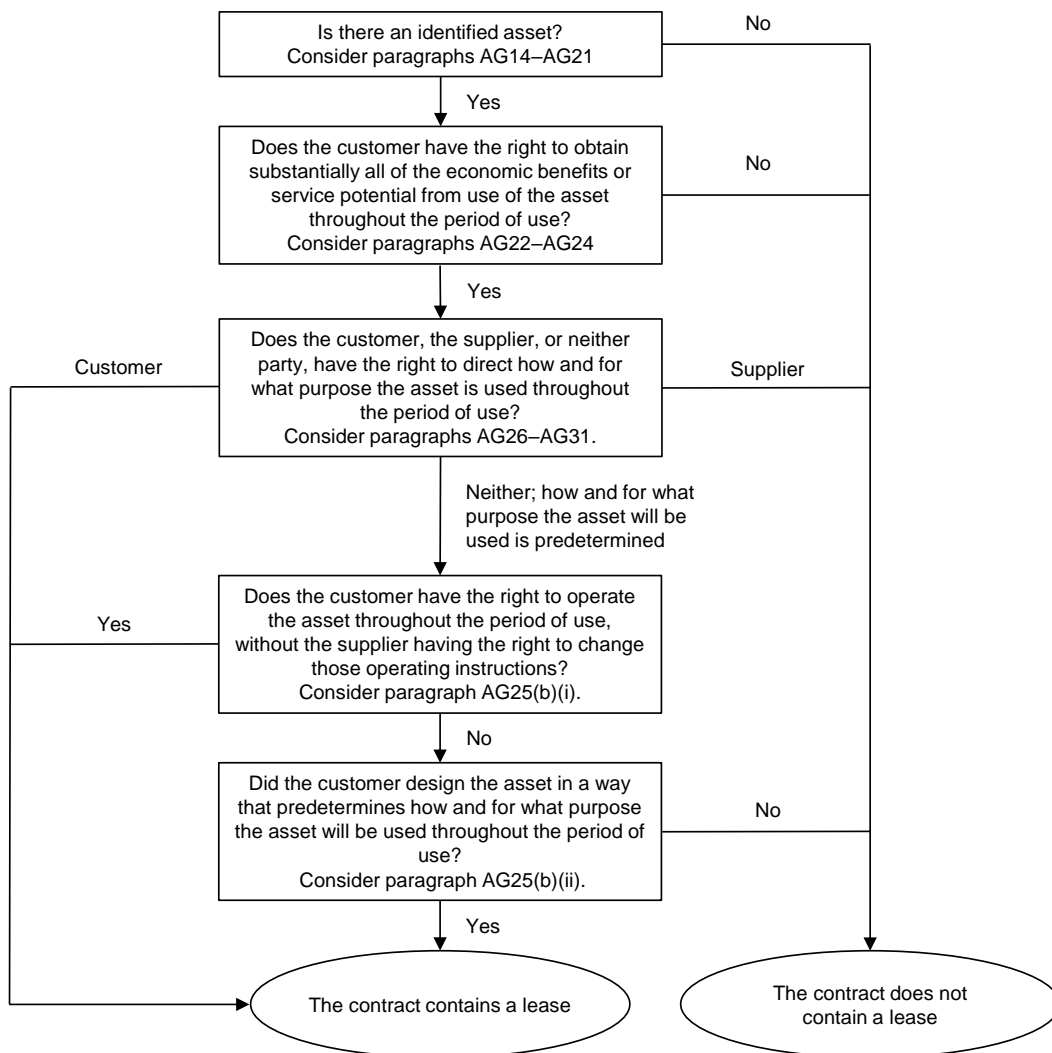 Is there an identified asset?
Consider paragraphs AG14–AG21
No
Yes
Does the customer have the right to obtain
substantially all of the economic benefits or
service potential from use of the asset
throughout the period of use?
Consider paragraphs AG22–AG24
No
Yes
Does the customer, the supplier, or neither
party, have the right to direct how and for
what purpose the asset is used throughout
the period of use?
Consider paragraphs AG26–AG31.
Customer
Supplier
Neither; how and for what
purpose the asset will be
used is predetermined
Does the customer have the right to operate
the asset throughout the period of use,
without the supplier having the right to change
those operating instructions?
Consider paragraph AG25(b)(i).
Yes
No
Did the customer design the asset in a way
that predetermines how and for what purpose
the asset will be used throughout the period of
use?
Consider paragraph AG25(b)(ii).
No
Yes
The contract contains a lease
The contract does not
contain a lease